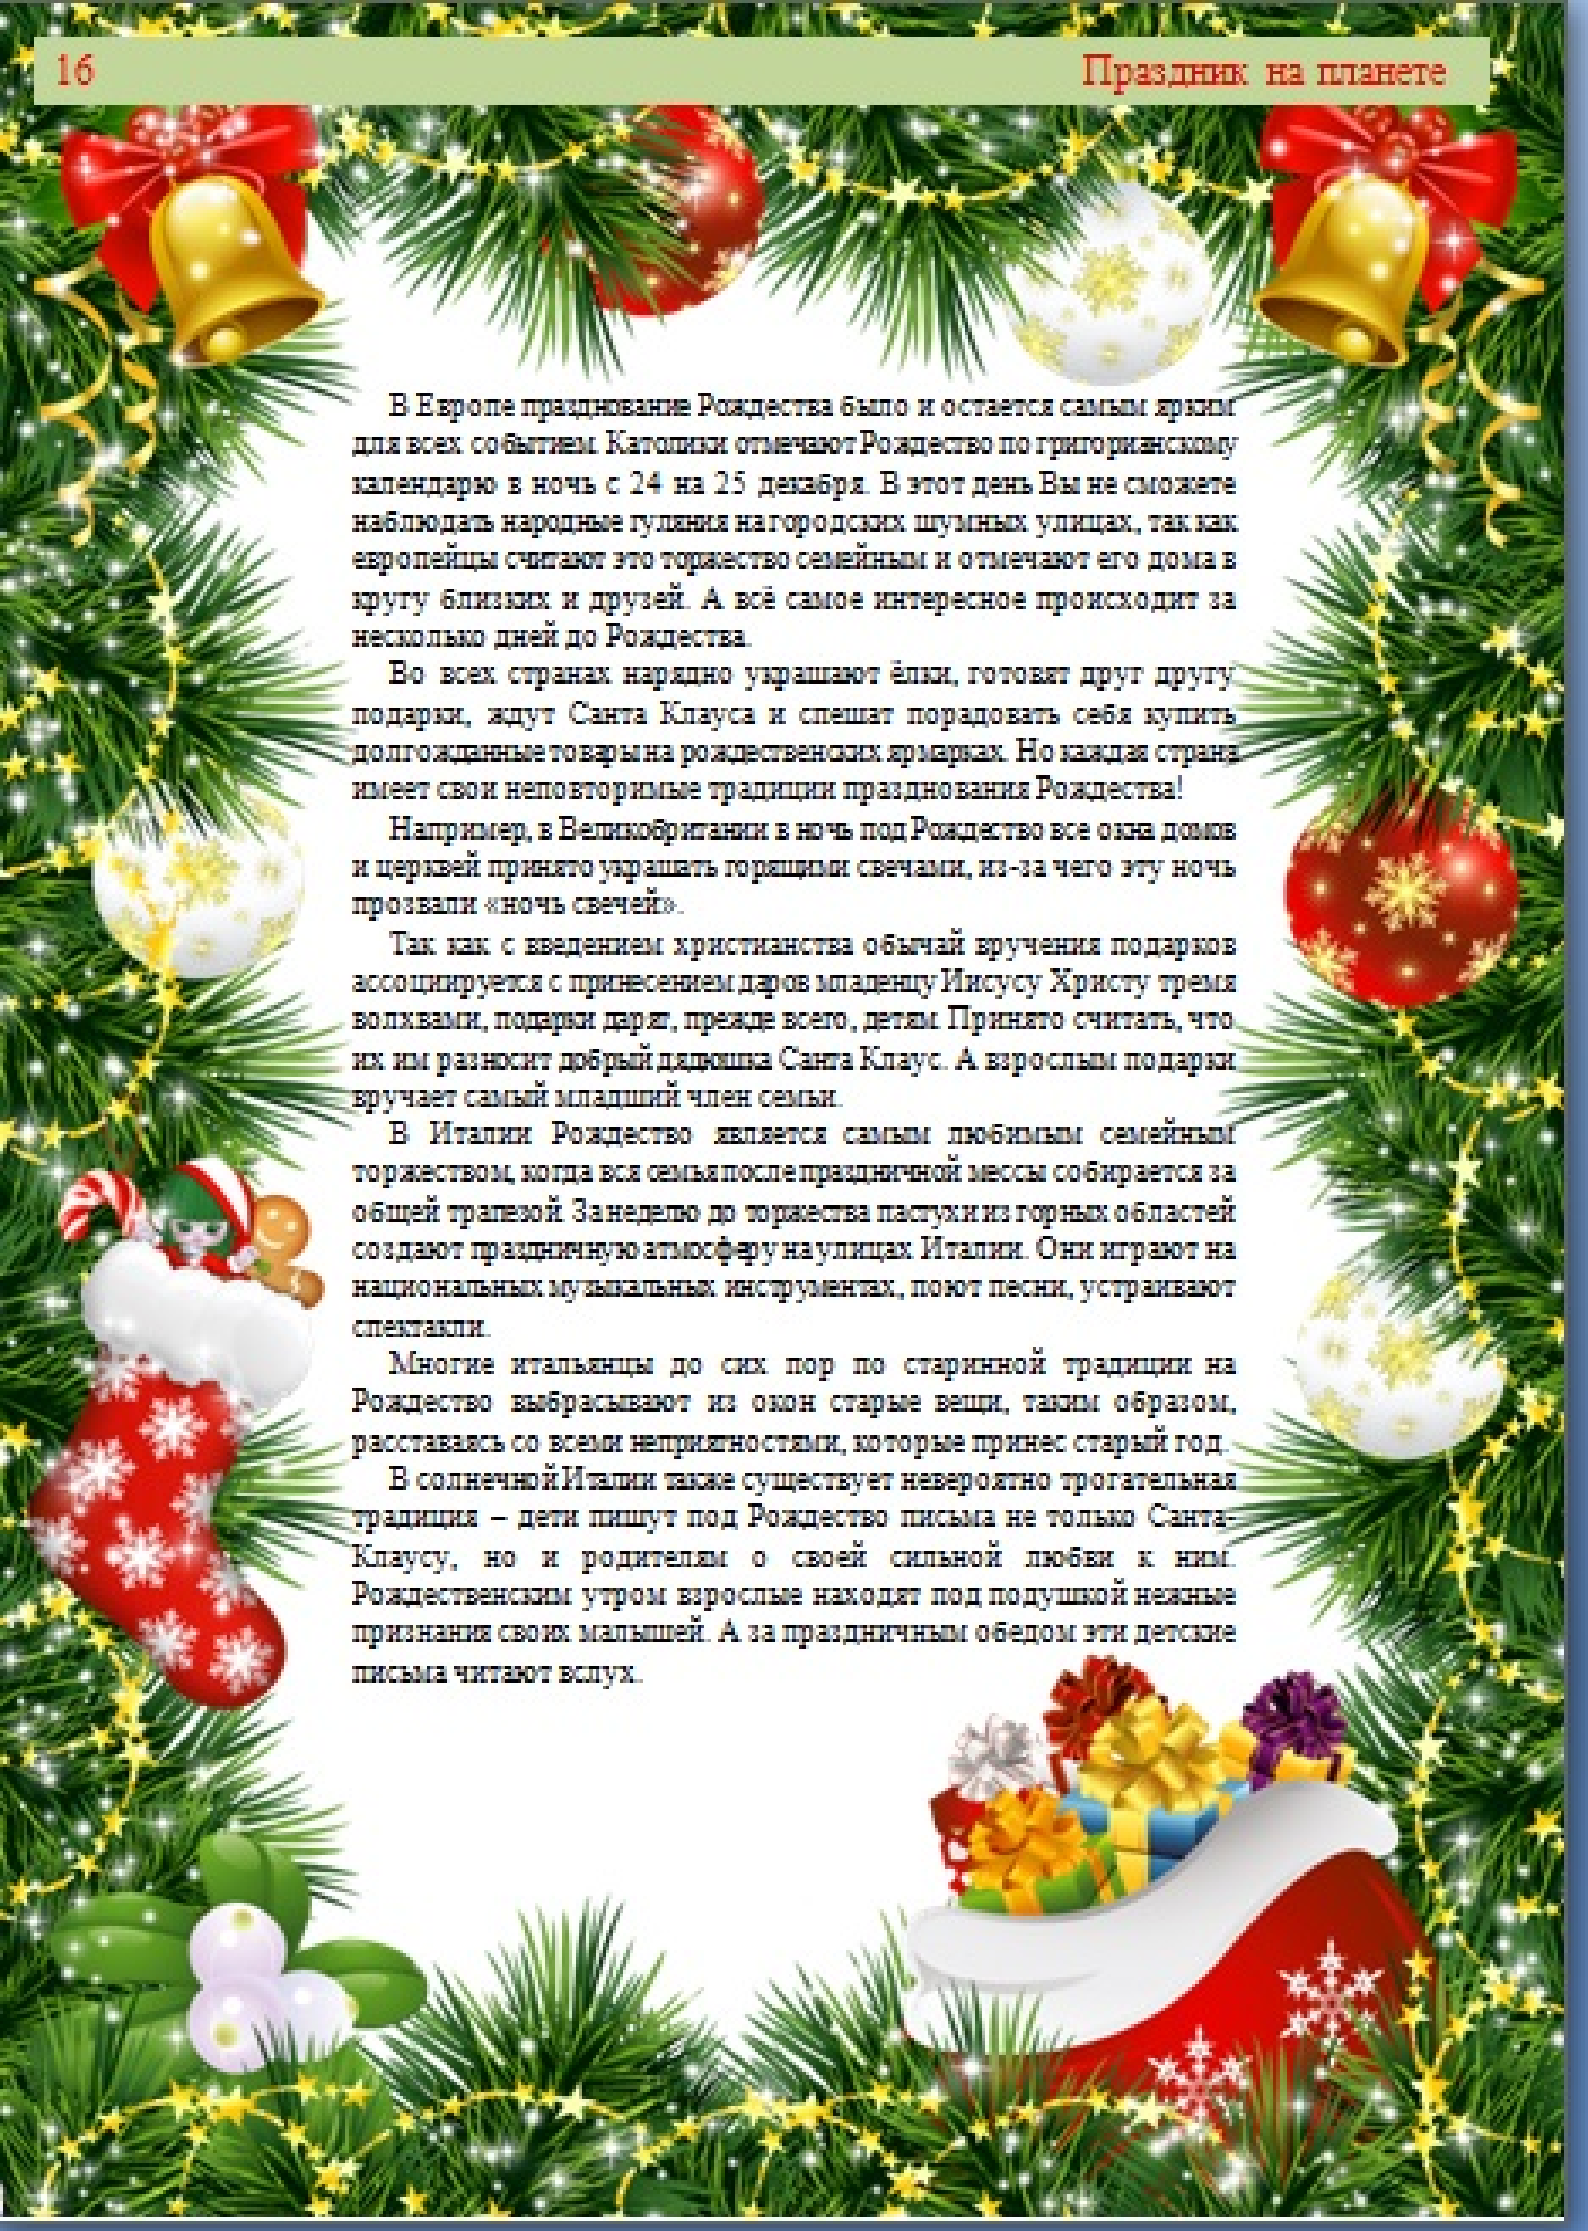 16
Праздник на планете
В Европе празднование Рождества было и остается самым ярким
для всех событием. Католики отмечают Рождество по григорианскому
календарю в ночь с 24 на 25 декабря. В этот день Вы не сможете
наблюдать народные гуляния на городских шумных улицах, так как
европейцы считают это торжество семейным и отмечают его дома в
кругу близких и друзей. А всё самое интересное происходит за
несколько дней до Рождества.
Во всех странах нарядно украшают ёлки, готовят друг другу
подарки, ждут Санта Клауса и спешат порадовать себя купить
долгожданные товары на рождественских ярмарках. Но каждая страна
имеет свои неповторимые традиции празднования Рождества!
Например, в Великобритании в ночь под Рождество все окна домов
и церквей принято украшать горящими свечами, из-за чего эту ночь
прозвали «ночь свечей».
Так как с введением христианства обычай вручения подарков
ассоциируется с принесением даров младенцу Иисусу Христу тремя
волхвами, подарки дарят, прежде всего, детям. Принято считать, что
их им разносит добрый дядюшка Санта Клаус. А взрослым подарки
вручает самый младший член семьи.
В Италии Рождество является самым любимым семейным
торжеством, когда вся семья после праздничной мессы собирается за
общей трапезой. За неделю до торжества пастухи из горных областей
создают праздничную атмосферу на улицах Италии. Они играют на
национальных музыкальных инструментах, поют песни, устраивают
спектакли.
Многие итальянцы до сих пор по старинной традиции на
Рождество выбрасывают из окон старые вещи, таким образом,
расставаясь со всеми неприятностями, которые принес старый год.
В солнечной Италии также существует невероятно трогательная
традиция – дети пишут под Рождество письма не только Санта-
Клаусу, но и родителям о своей сильной любви к ним.
Рождественским утром взрослые находят под подушкой нежные
признания своих малышей. А за праздничным обедом эти детские
письма читают вслух.